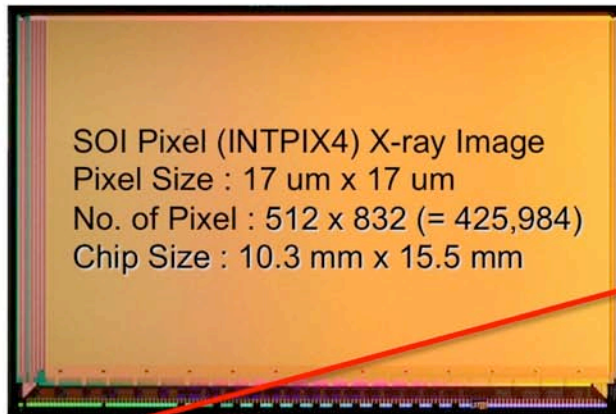 SOI Pixel (INTPIX4) X-ray Image
Pixel Size : 17 um x 17 um
No. of Pixel : 512 x 832 (= 425,984)
Chip Size : 10.3 mm x 15.5 mm